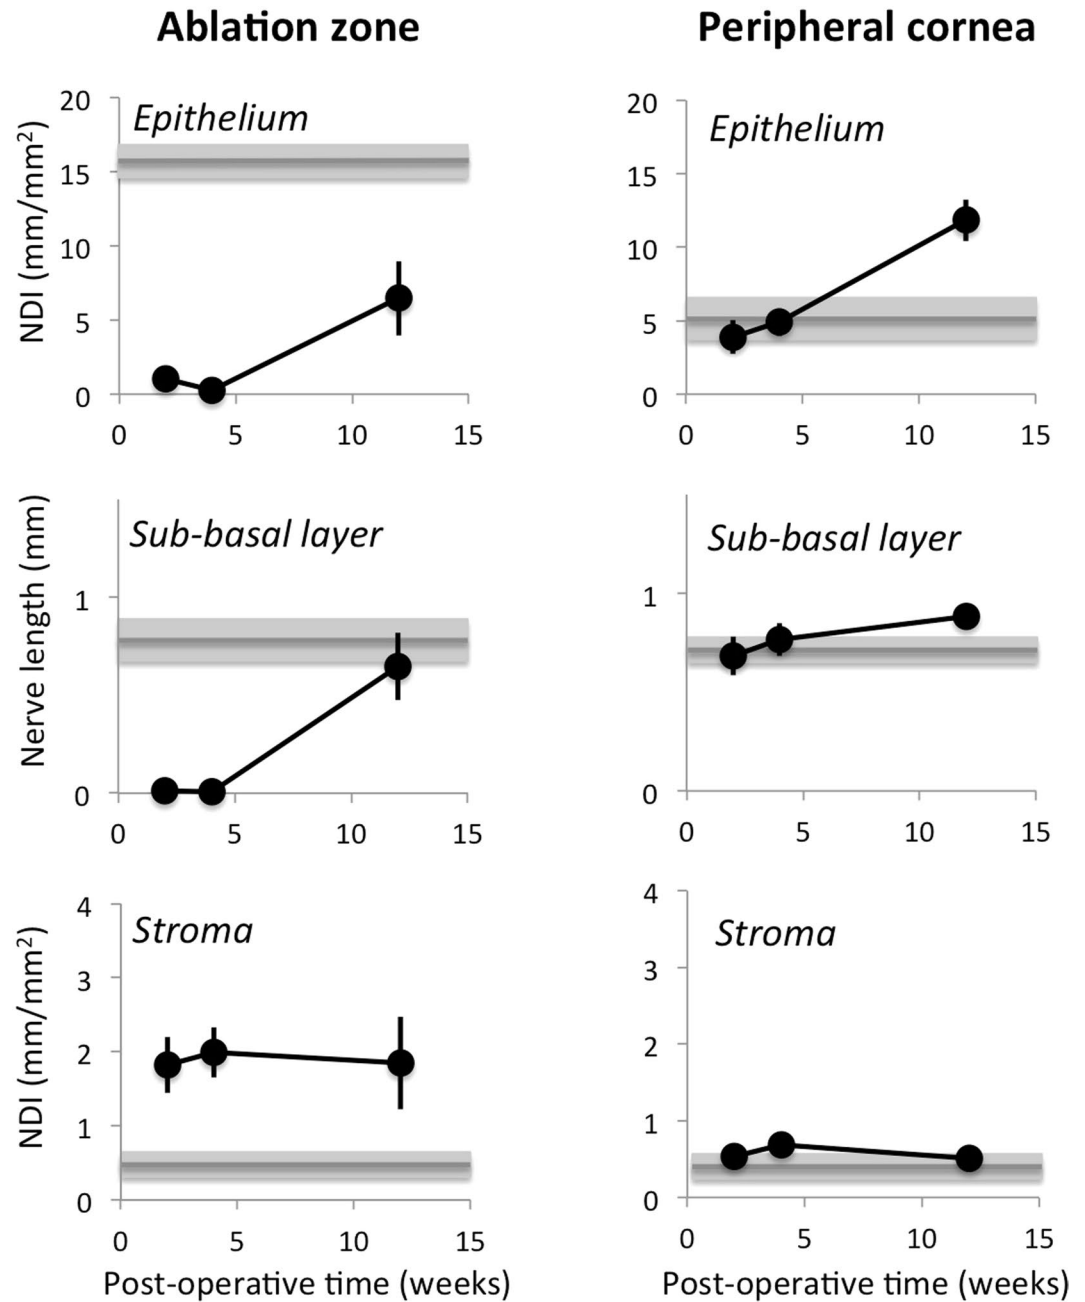 Ablation zone
Peripheral cornea
Epithelium
NDI (mm/mm²)
20
15
10
5
0
0 5 10 15
Epithelium
20
15
10
5
0
0 5 10 15
Sub-basal layer
Nerve length (mm)
1
0
0 5 10 15
Sub-basal layer
1
0
0 5 10 15
Stroma
NDI (mm/mm²)
4
3
2
1
0
0 5 10 15
Post-operative time (weeks)
Stroma
4
3
2
1
0
0 5 10 15
Post-operative time (weeks)